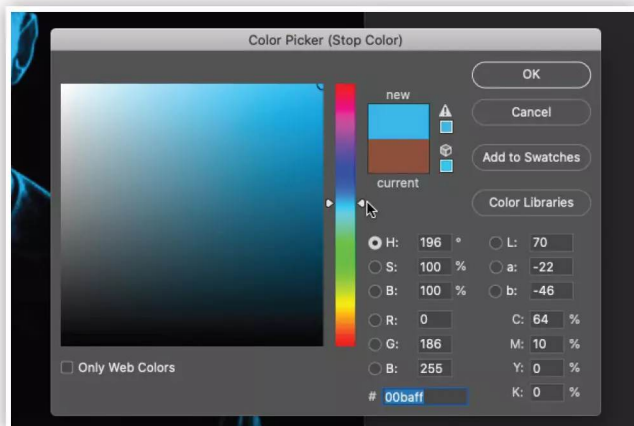 Color Picker (Stop Color)
new
current
OK
Cancel
Add to Swatches
Color Libraries
H: 196 °
S: 100 %
B: 100 %
R: 0
G: 186
B: 255
# 00baff
L: 70
a: -22
b: -46
C: 64 %
M: 10 %
Y: 0 %
K: 0 %
Only Web Colors